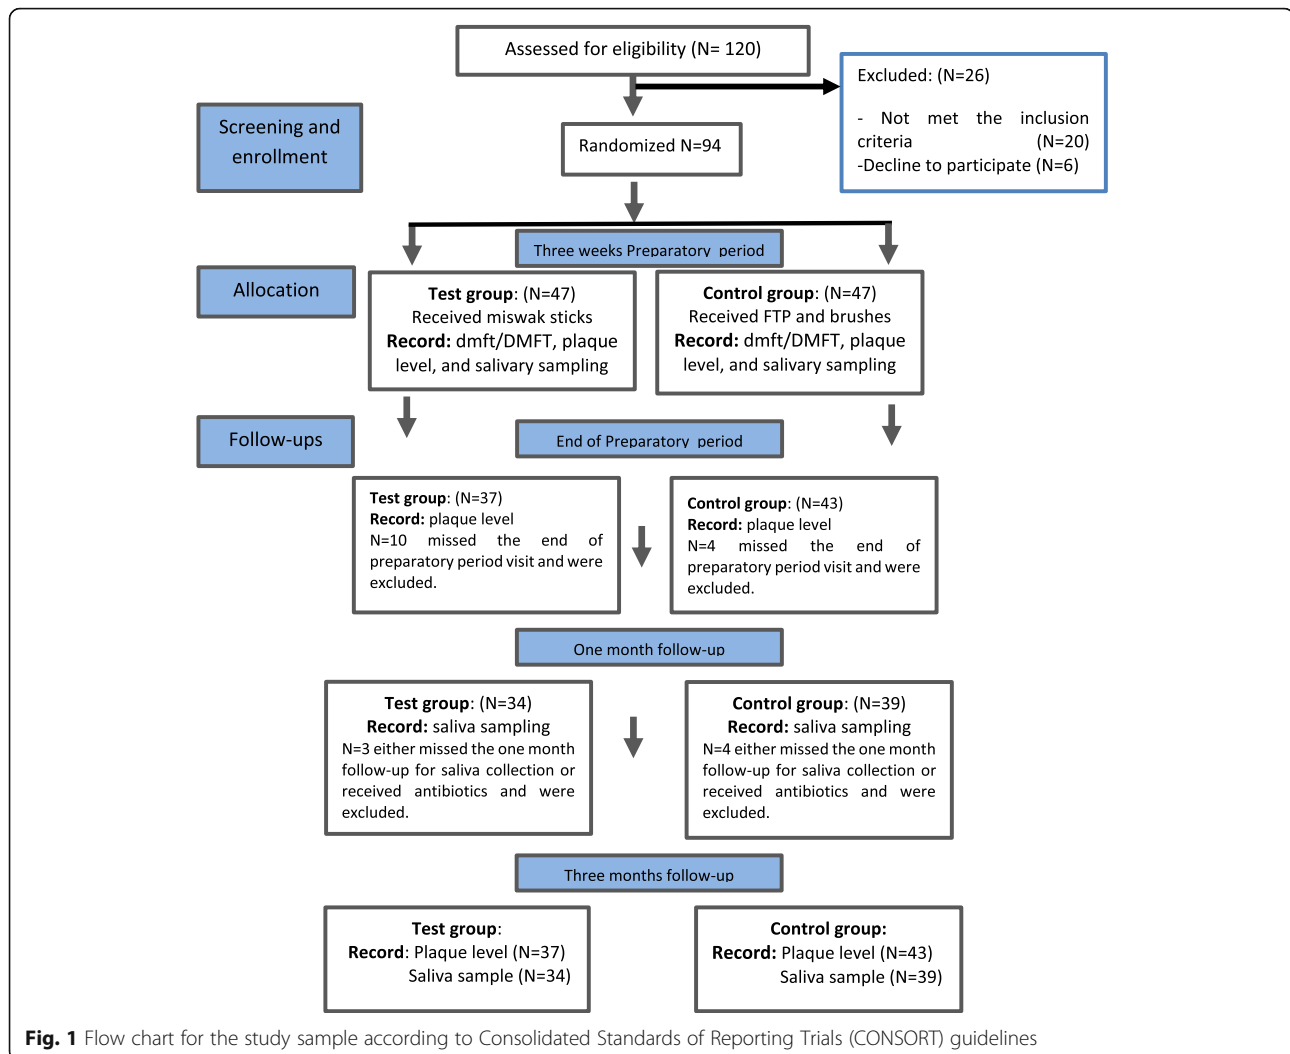 Assessed for eligibility (N= 120)
Excluded: (N=26)
- Not met the inclusion
criteria (N=20)
-Decline to participate (N=6)
Screening and
enrollment
Randomized N=94
Three weeks Preparatory period
Allocation
Test group: (N=47)
Received miswak sticks
Record: dmft/DMFT, plaque
level, and salivary sampling
Control group: (N=47)
Received FTP and brushes
Record: dmft/DMFT, plaque
level, and salivary sampling
Follow-ups
End of Preparatory period
Test group: (N=37)
Record: plaque level
N=10 missed the end of
preparatory period visit and were
excluded.
Control group: (N=43)
Record: plaque level
N=4 missed the end of
preparatory period visit and were
excluded.
One month follow-up
Test group: (N=34)
Record: saliva sampling
N=3 either missed the one month
follow-up for saliva collection or
received antibiotics and were
excluded.
Control group: (N=39)
Record: saliva sampling
N=4 either missed the one month
follow-up for saliva collection or
received antibiotics and were
excluded.
Three months follow-up
Test group:
Record: Plaque level (N=37)
Saliva sample (N=34)
Control group:
Record: Plaque level (N=43)
Saliva sample (N=39)
Fig. 1 Flow chart for the study sample according to Consolidated Standards of Reporting Trials (CONSORT) guidelines